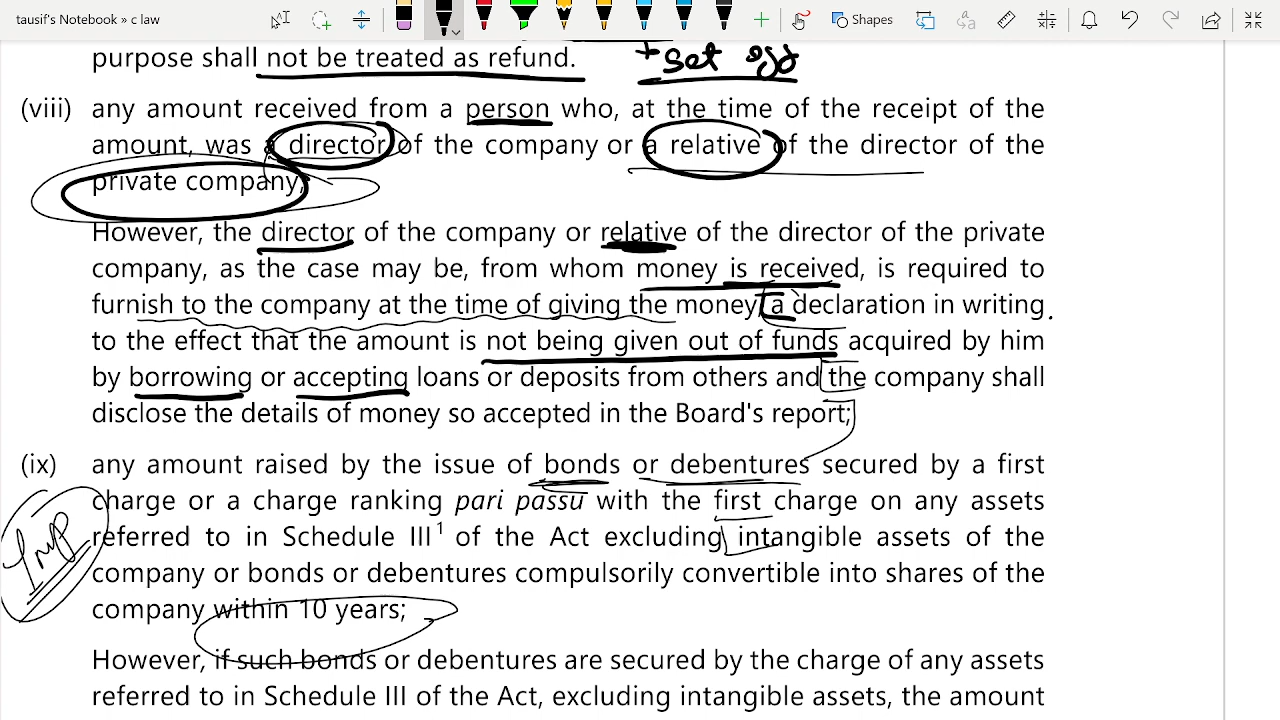 tausif's Notebook » c law
Shapes
purpose shall not be treated as refund. + Set off
(viii) any amount received from a person who, at the time of the receipt of the
amount, was a director of the company or a relative of the director of the
private company;
However, the director of the company or relative of the director of the private
company, as the case may be, from whom money is received, is required to
furnish to the company at the time of giving the money, a declaration in writing
to the effect that the amount is not being given out of funds acquired by him
by borrowing or accepting loans or deposits from others and the company shall
disclose the details of money so accepted in the Board's report;
(ix) any amount raised by the issue of bonds or debentures secured by a first
charge or a charge ranking pari passu with the first charge on any assets
Imp
referred to in Schedule III¹ of the Act excluding intangible assets of the
company or bonds or debentures compulsorily convertible into shares of the
company within 10 years;
However, if such bonds or debentures are secured by the charge of any assets
referred to in Schedule III of the Act, excluding intangible assets, the amount